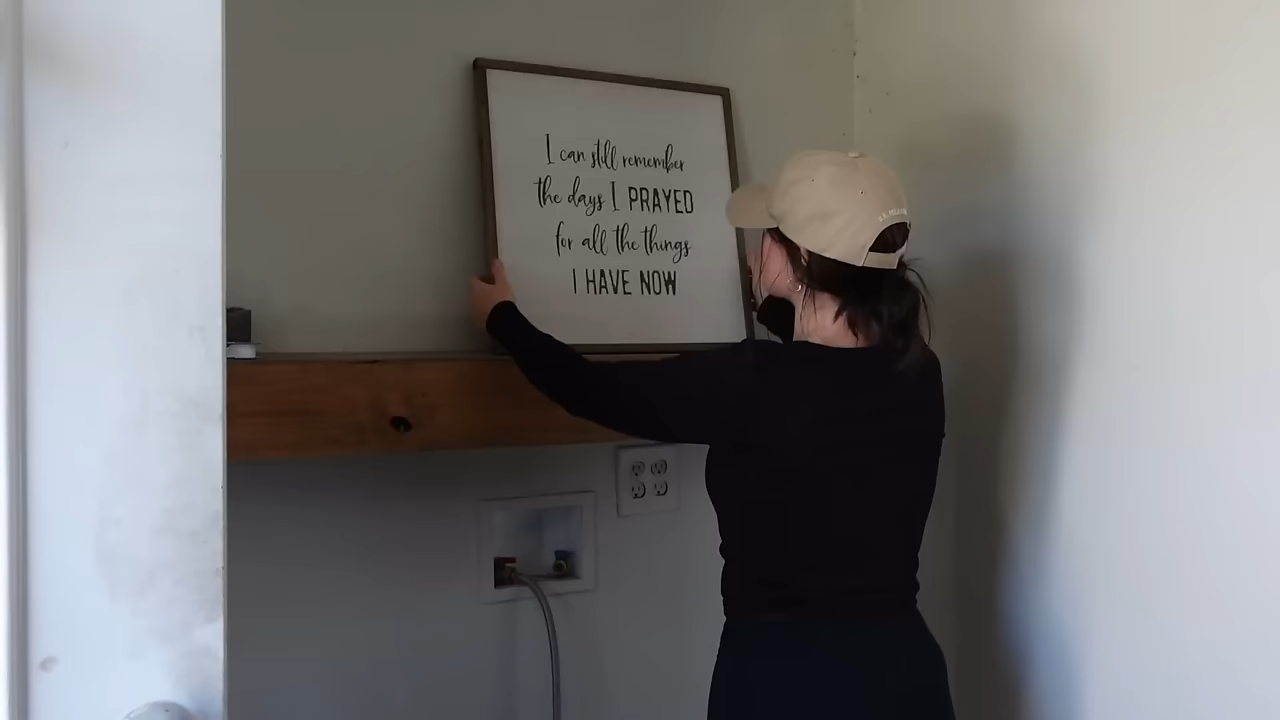 I can still remember
the days I PRAYED
for all the things
I HAVE NOW